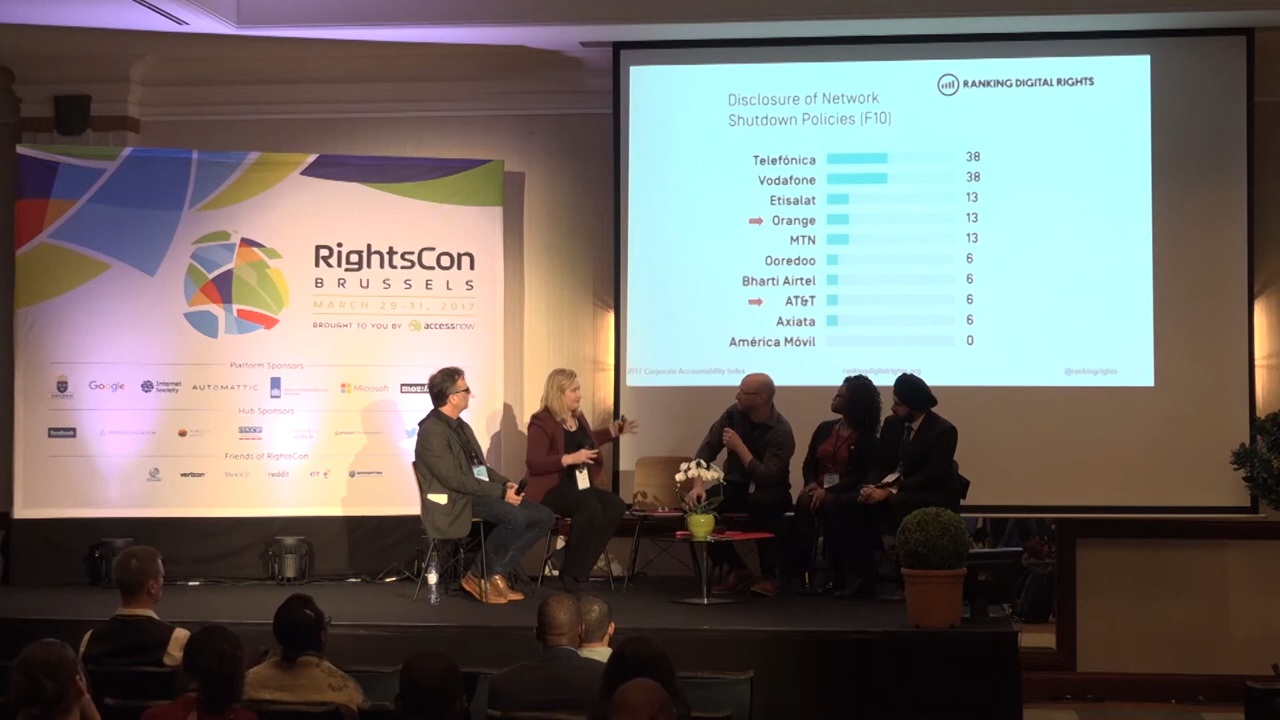 RightsCon
BRUSSELS
MARCH 29-31, 2017
BROUGHT TO YOU BY accessnow
Platform Sponsors
Google
Internet Society
AUTOMATTIC
Microsoft
Hub Sponsors
facebook
Friends of RightsCon
verizon
YAHOO!
reddit
RANKING DIGITAL RIGHTS
Disclosure of Network
Shutdown Policies (F10)
Telefónica 38
Vodafone 38
Etisalat 13
Orange 13
MTN 13
Ooredoo 6
Bharti Airtel 6
AT&T 6
Axiata 6
América Móvil 0
2017 Corporate Accountability Index
rankingdigitalrights.org
@rankingrights